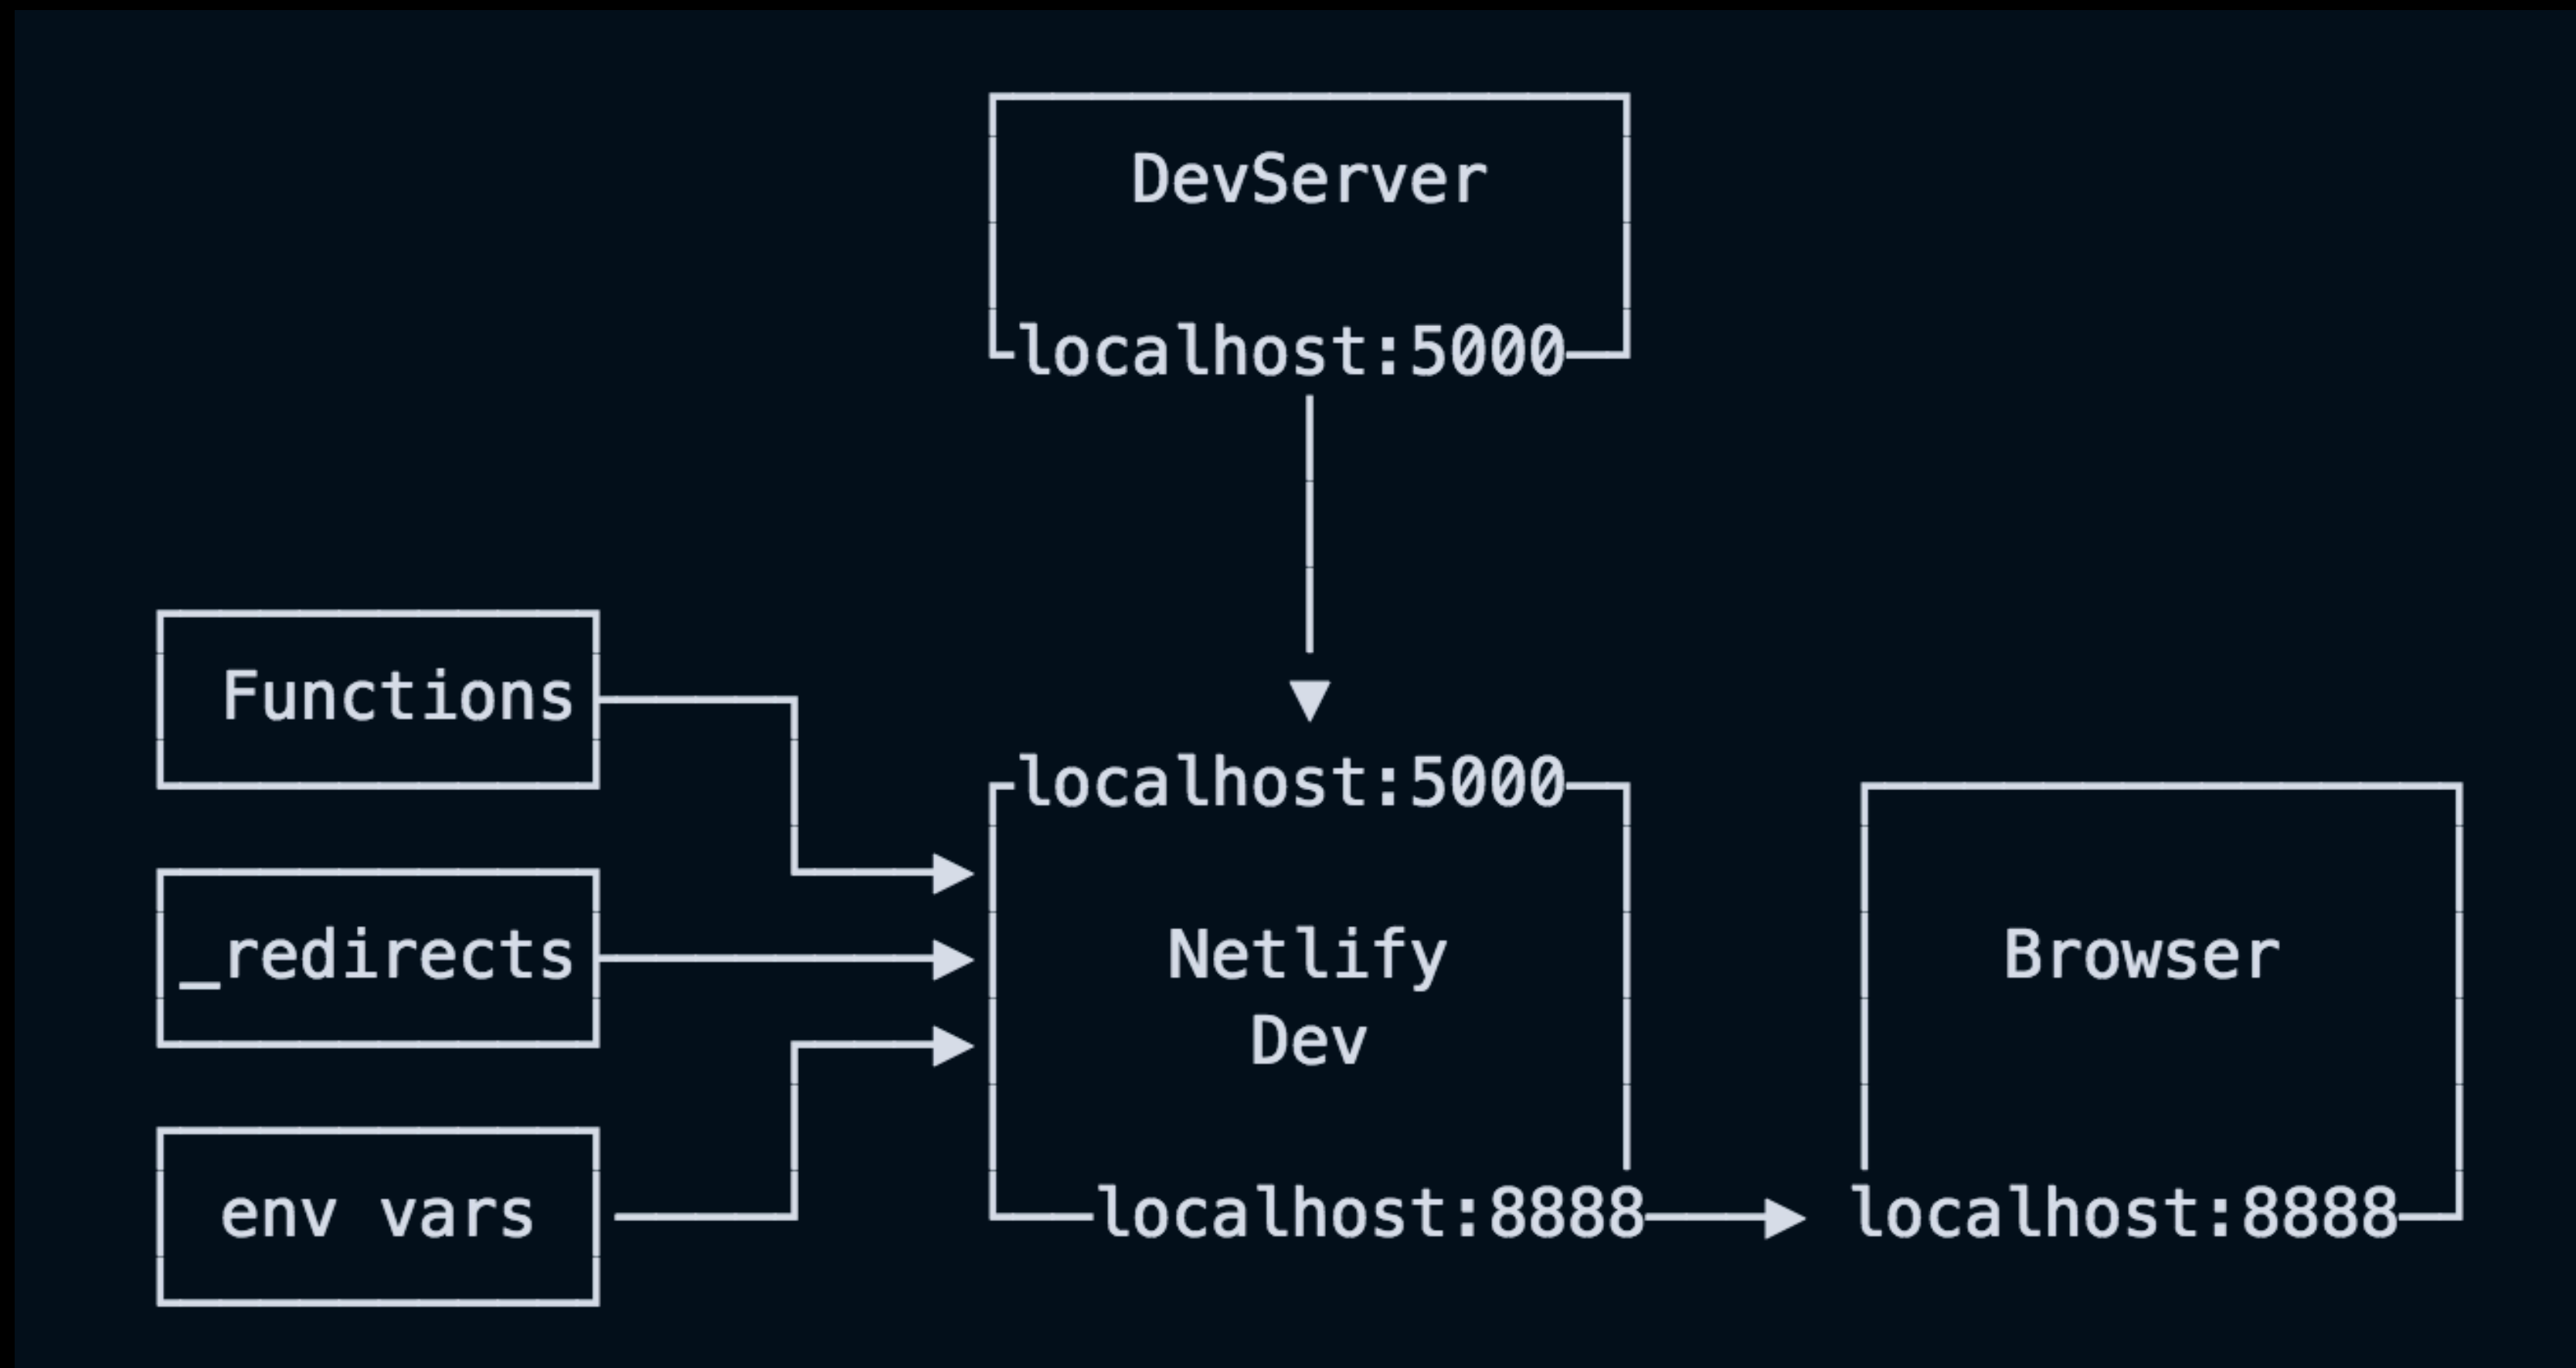 DevServer
localhost:5000
Functions
localhost:5000
_redirects
Netlify
Dev
Browser
env vars
localhost:8888
localhost:8888